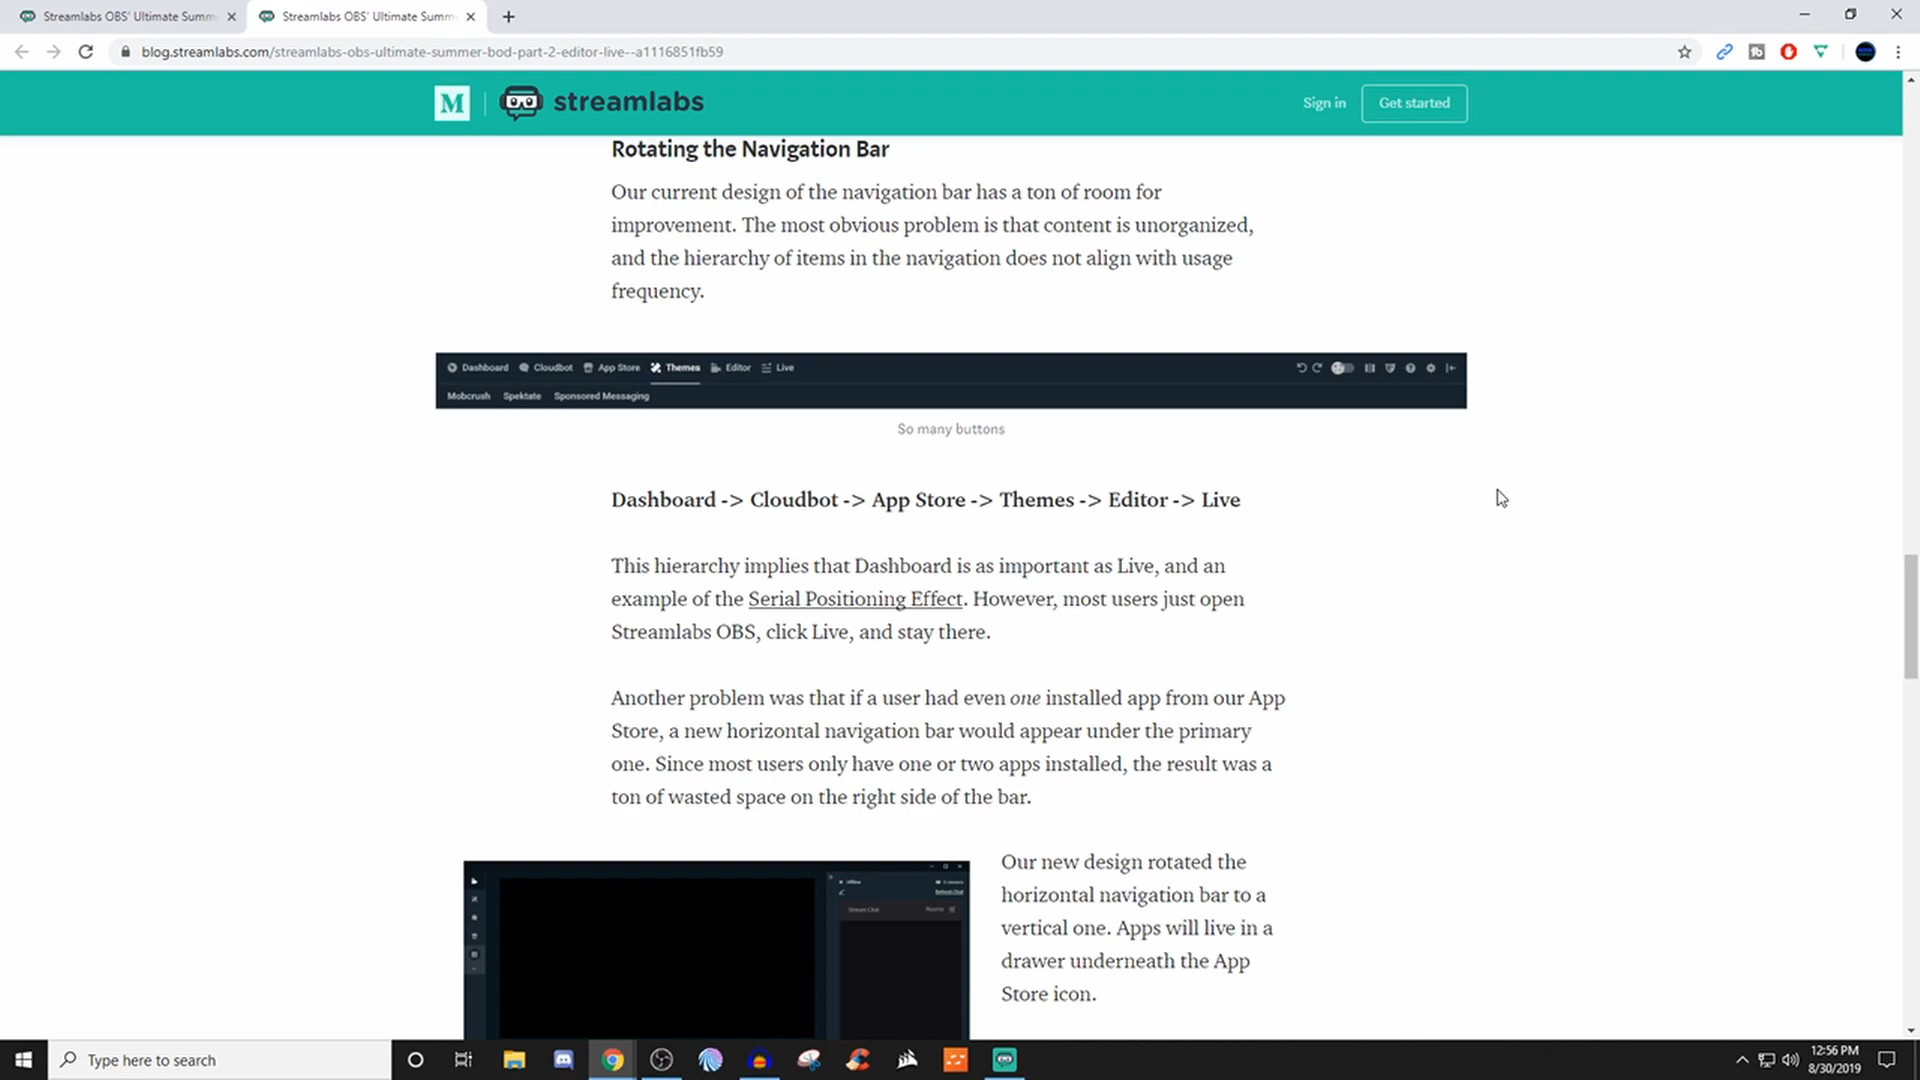 Streamlabs OBS' Ultimate Summ
Streamlabs OBS' Ultimate Summ
blog.streamlabs.com/streamlabs-obs-ultimate-summer-bod-part-2-editor-live--a1116851fb59
M
streamlabs
Sign in
Get started
Rotating the Navigation Bar
Our current design of the navigation bar has a ton of room for
improvement. The most obvious problem is that content is unorganized,
and the hierarchy of items in the navigation does not align with usage
frequency.
Dashboard Cloudbot App Store Themes Editor Live
Mobcrush Spektate Sponsored Messaging
So many buttons
Dashboard -> Cloudbot -> App Store -> Themes -> Editor -> Live
This hierarchy implies that Dashboard is as important as Live, and an
example of the Serial Positioning Effect. However, most users just open
Streamlabs OBS, click Live, and stay there.
Another problem was that if a user had even one installed app from our App
Store, a new horizontal navigation bar would appear under the primary
one. Since most users only have one or two apps installed, the result was a
ton of wasted space on the right side of the bar.
Offline
Refresh Chat
Stream Chat
Our new design rotated the
horizontal navigation bar to a
vertical one. Apps will live in a
drawer underneath the App
Store icon.
Type here to search
12:56 PM
8/30/2019